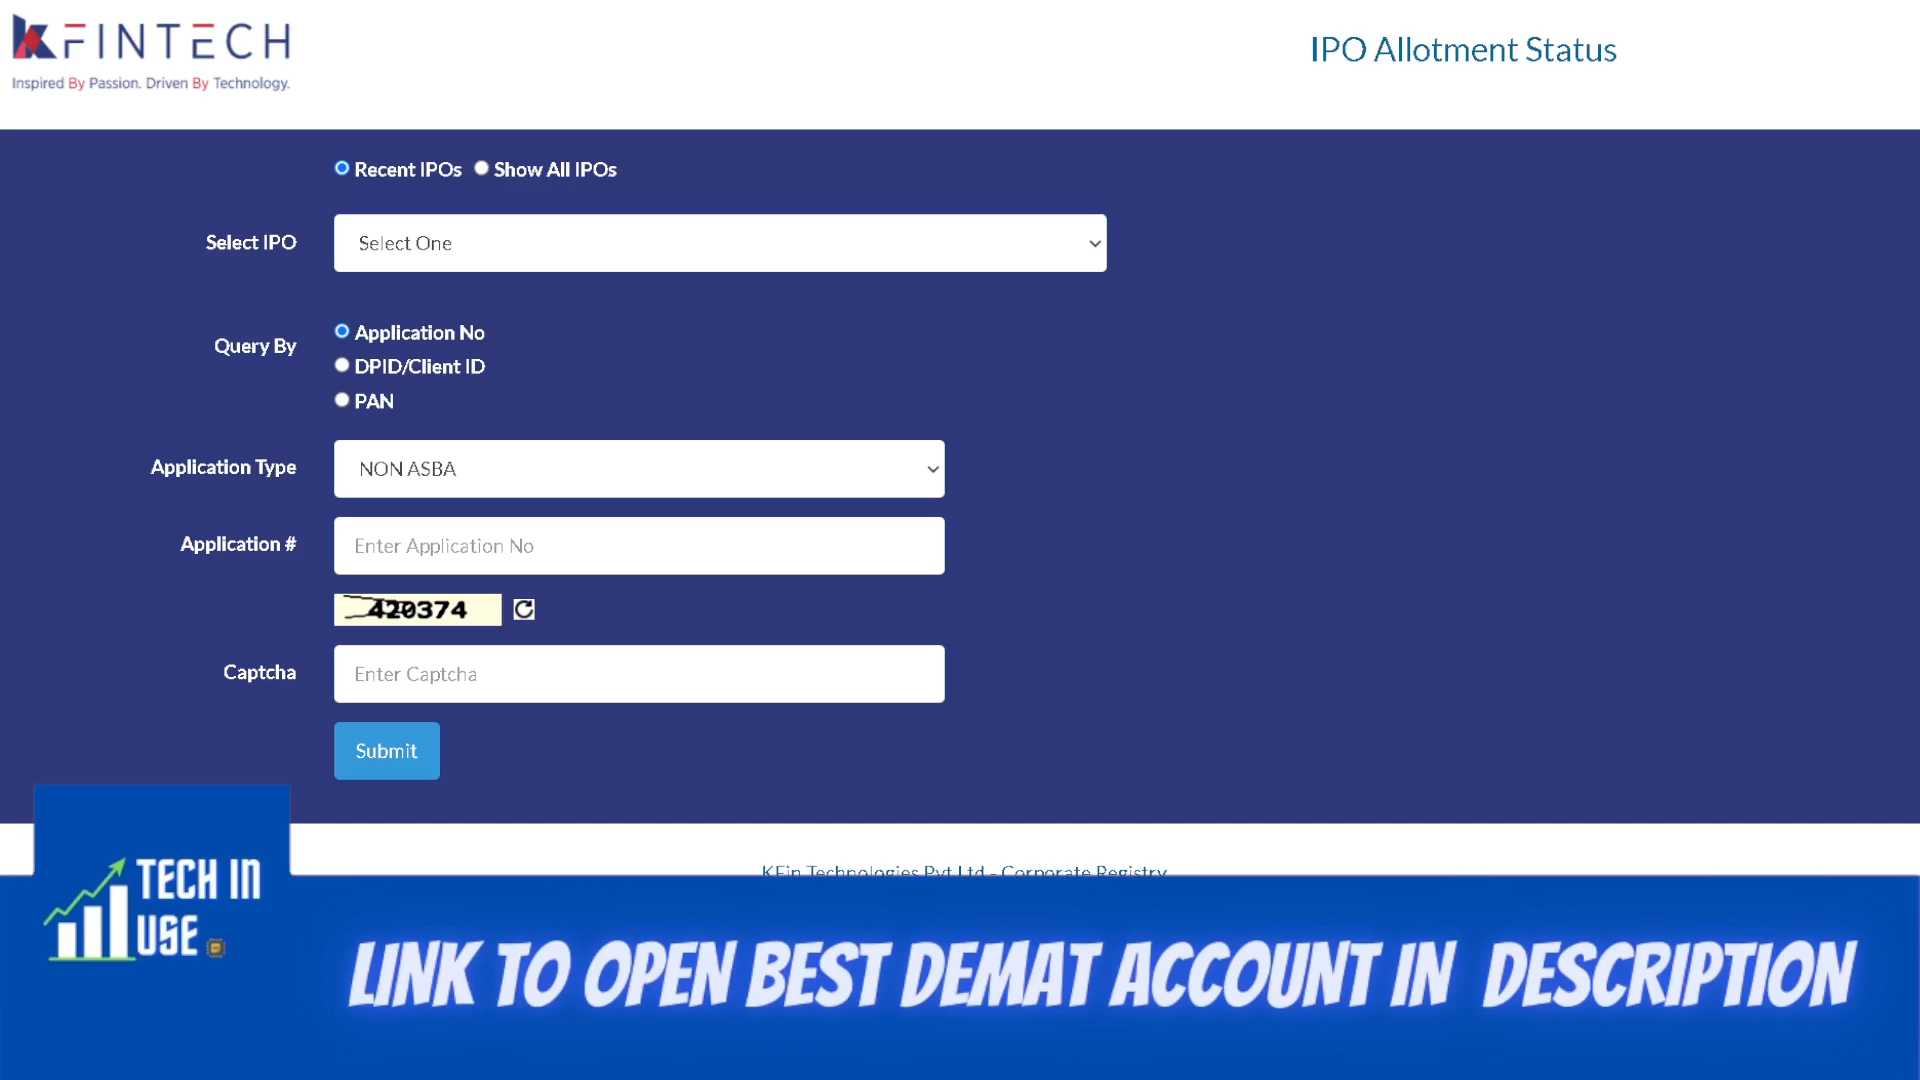 KFINTECH
Inspired By Passion. Driven By Technology.
IPO Allotment Status
Recent IPOs Show All IPOs
Select IPO
Select One
Query By
Application No
DPID/Client ID
PAN
Application Type
NON ASBA
Application #
Enter Application No
420374
Captcha
Enter Captcha
Submit
KFin Technologies Pvt Ltd - Corporate Registry
TECH IN
USE
LINK TO OPEN BEST DEMAT ACCOUNT IN DESCRIPTION